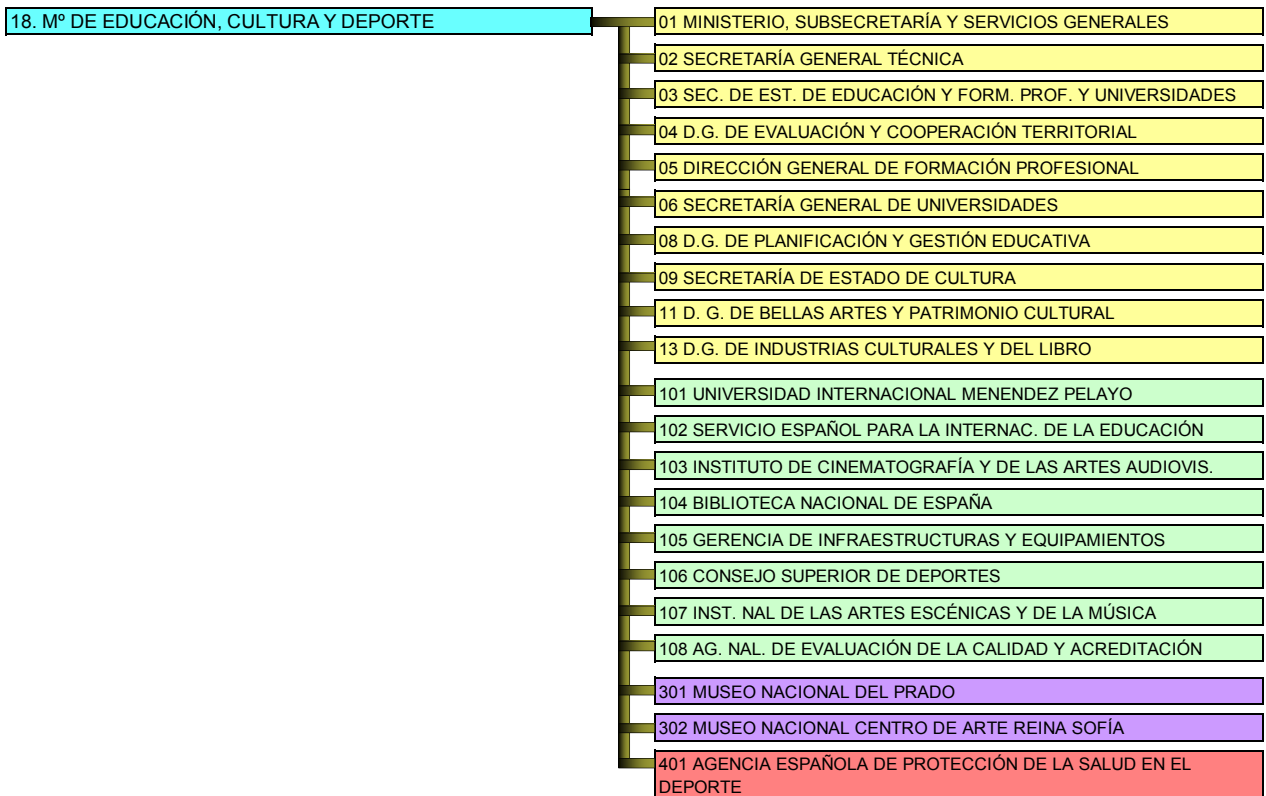 18. Mº DE EDUCACIÓN, CULTURA Y DEPORTE
01 MINISTERIO, SUBSECRETARÍA Y SERVICIOS GENERALES
02 SECRETARÍA GENERAL TÉCNICA
03 SEC. DE EST. DE EDUCACIÓN Y FORM. PROF. Y UNIVERSIDADES
04 D.G. DE EVALUACIÓN Y COOPERACIÓN TERRITORIAL
05 DIRECCIÓN GENERAL DE FORMACIÓN PROFESIONAL
06 SECRETARÍA GENERAL DE UNIVERSIDADES
08 D.G. DE PLANIFICACIÓN Y GESTIÓN EDUCATIVA
09 SECRETARÍA DE ESTADO DE CULTURA
11 D. G. DE BELLAS ARTES Y PATRIMONIO CULTURAL
13 D.G. DE INDUSTRIAS CULTURALES Y DEL LIBRO
101 UNIVERSIDAD INTERNACIONAL MENENDEZ PELAYO
102 SERVICIO ESPAÑOL PARA LA INTERNAC. DE LA EDUCACIÓN
103 INSTITUTO DE CINEMATOGRAFÍA Y DE LAS ARTES AUDIOVIS.
104 BIBLIOTECA NACIONAL DE ESPAÑA
105 GERENCIA DE INFRAESTRUCTURAS Y EQUIPAMIENTOS
106 CONSEJO SUPERIOR DE DEPORTES
107 INST. NAL DE LAS ARTES ESCÉNICAS Y DE LA MÚSICA
108 AG. NAL. DE EVALUACIÓN DE LA CALIDAD Y ACREDITACIÓN
301 MUSEO NACIONAL DEL PRADO
302 MUSEO NACIONAL CENTRO DE ARTE REINA SOFÍA
401 AGENCIA ESPAÑOLA DE PROTECCIÓN DE LA SALUD EN EL
DEPORTE